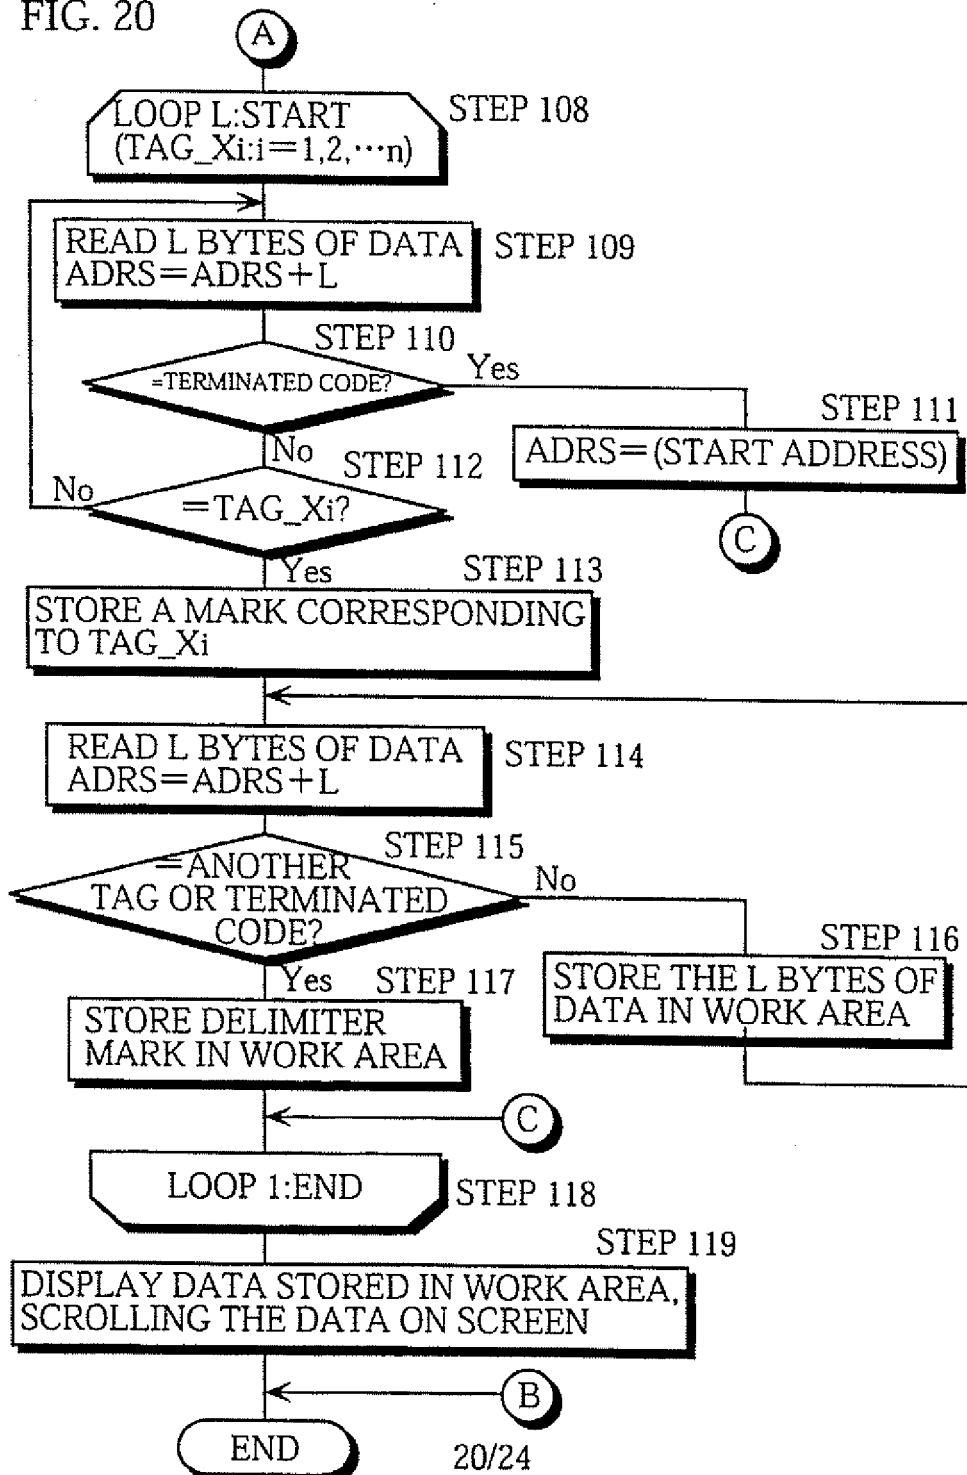 FIG. 20
A
LOOP L:START
(TAG_Xi:i=1,2,···n)
STEP 108
READ L BYTES OF DATA
ADRS=ADRS+L
STEP 109
STEP 110
=TERMINATED CODE?
Yes
No
STEP 111
ADRS=(START ADDRESS)
C
STEP 112
=TAG_Xi?
No
Yes
STEP 113
STORE A MARK CORRESPONDING
TO TAG_Xi
READ L BYTES OF DATA
ADRS=ADRS+L
STEP 114
STEP 115
=ANOTHER
TAG OR TERMINATED
CODE?
No
Yes
STEP 116
STORE THE L BYTES OF
DATA IN WORK AREA
STEP 117
STORE DELIMITER
MARK IN WORK AREA
C
LOOP 1:END
STEP 118
STEP 119
DISPLAY DATA STORED IN WORK AREA,
SCROLLING THE DATA ON SCREEN
B
END
20/24